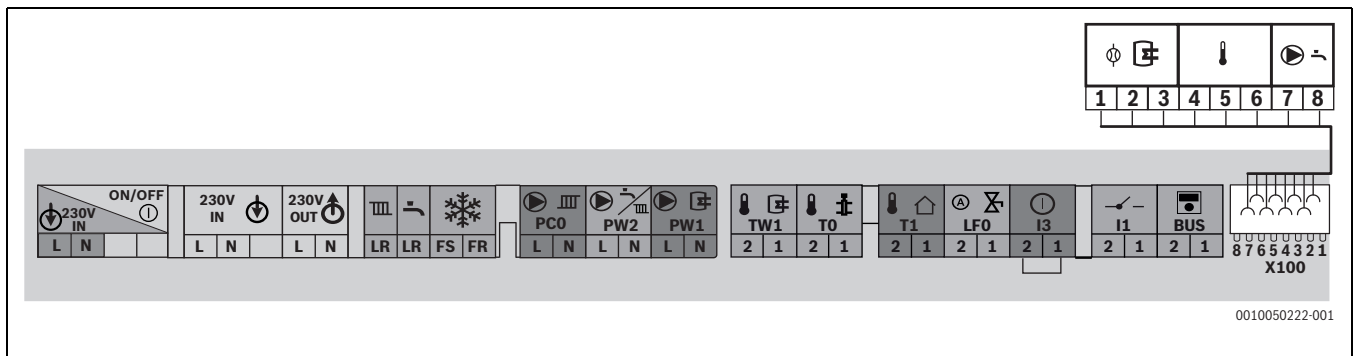 1 2 3 4 5 6 7 8
ON/OFF
230V
IN
L N
230V
IN
L N
230V
OUT
L N
LR LR FS FR
PC0
L N
PW2
L N
PW1
L N
TW1
2 1
T0
2 1
T1
2 1
A
LF0
2 1
I3
2 1
I1
2 1
BUS
2 1
8 7 6 5 4 3 2 1
X100
0010050222-001